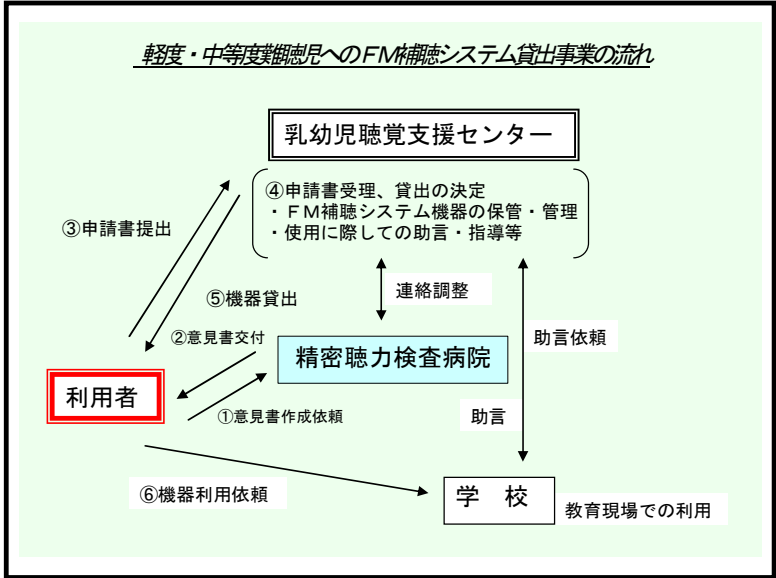 軽度・中等度難聴児へのFM補聴システム貸出事業の流れ
乳幼児聴覚支援センター
④申請書受理、貸出の決定
・FM補聴システム機器の保管・管理
・使用に際しての助言・指導等
③申請書提出
⑤機器貸出
連絡調整
②意見書交付
精密聴力検査病院
助言依頼
利用者
①意見書作成依頼
助言
⑥機器利用依頼
学 校
教育現場での利用